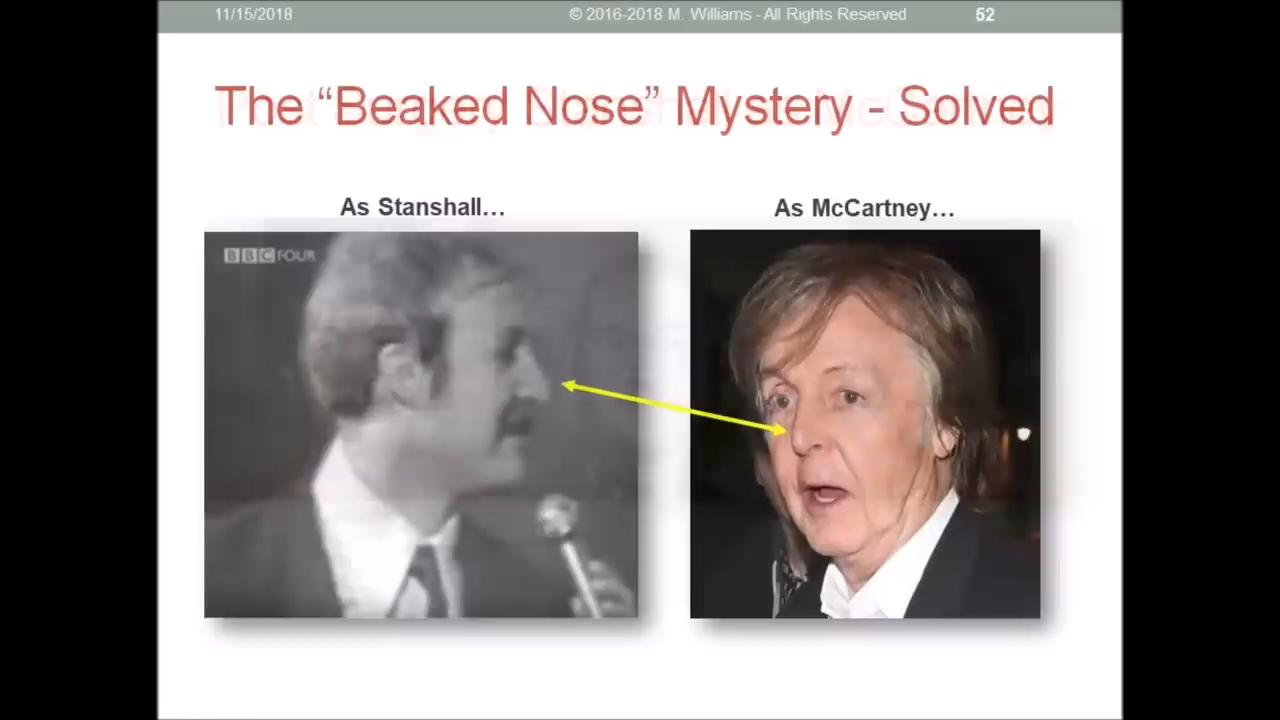 11/15/2018 © 2016-2018 M. Williams - All Rights Reserved 52
The “Beaked Nose” Mystery - Solved
As Stanshall… As McCartney…
BBC FOUR